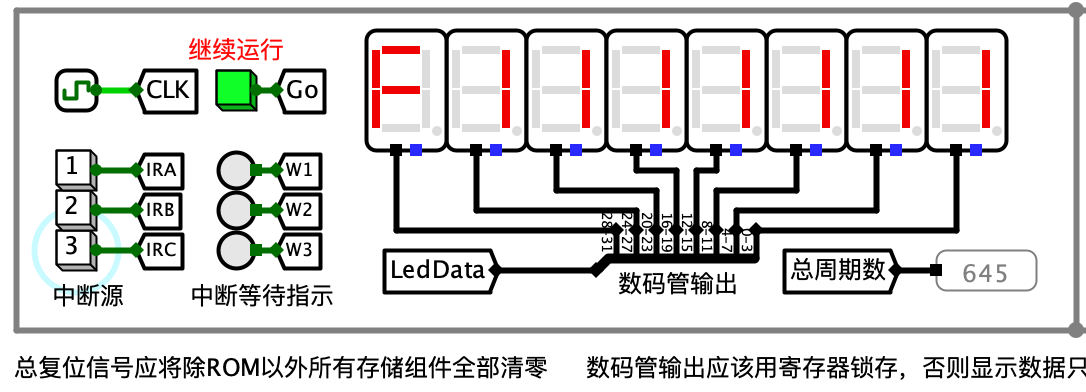 继续运行
F1111111
CLK
Go
1
IRA
W1
2
IRB
W2
3
IRC
W3
28-31
24-27
20-23
16-19
12-15
8-11
4-7
0-3
LedData
总周期数
645
中断源
中断等待指示
数码管输出
总复位信号应将除ROM以外所有存储组件全部清零
数码管输出应该用寄存器锁存，否则显示数据只